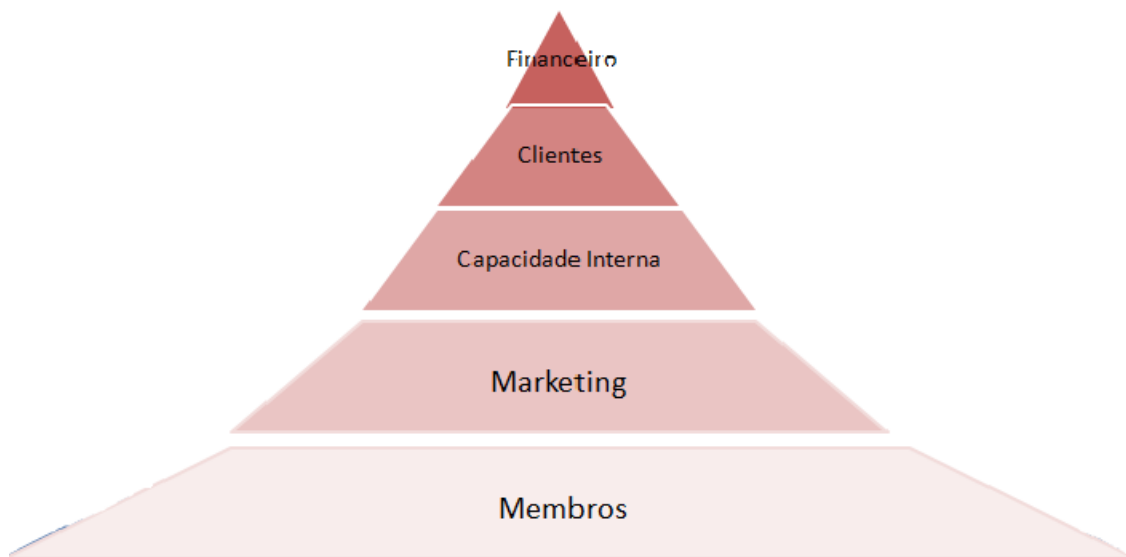 Financeiro
Clientes
Capacidade Interna
Marketing
Membros